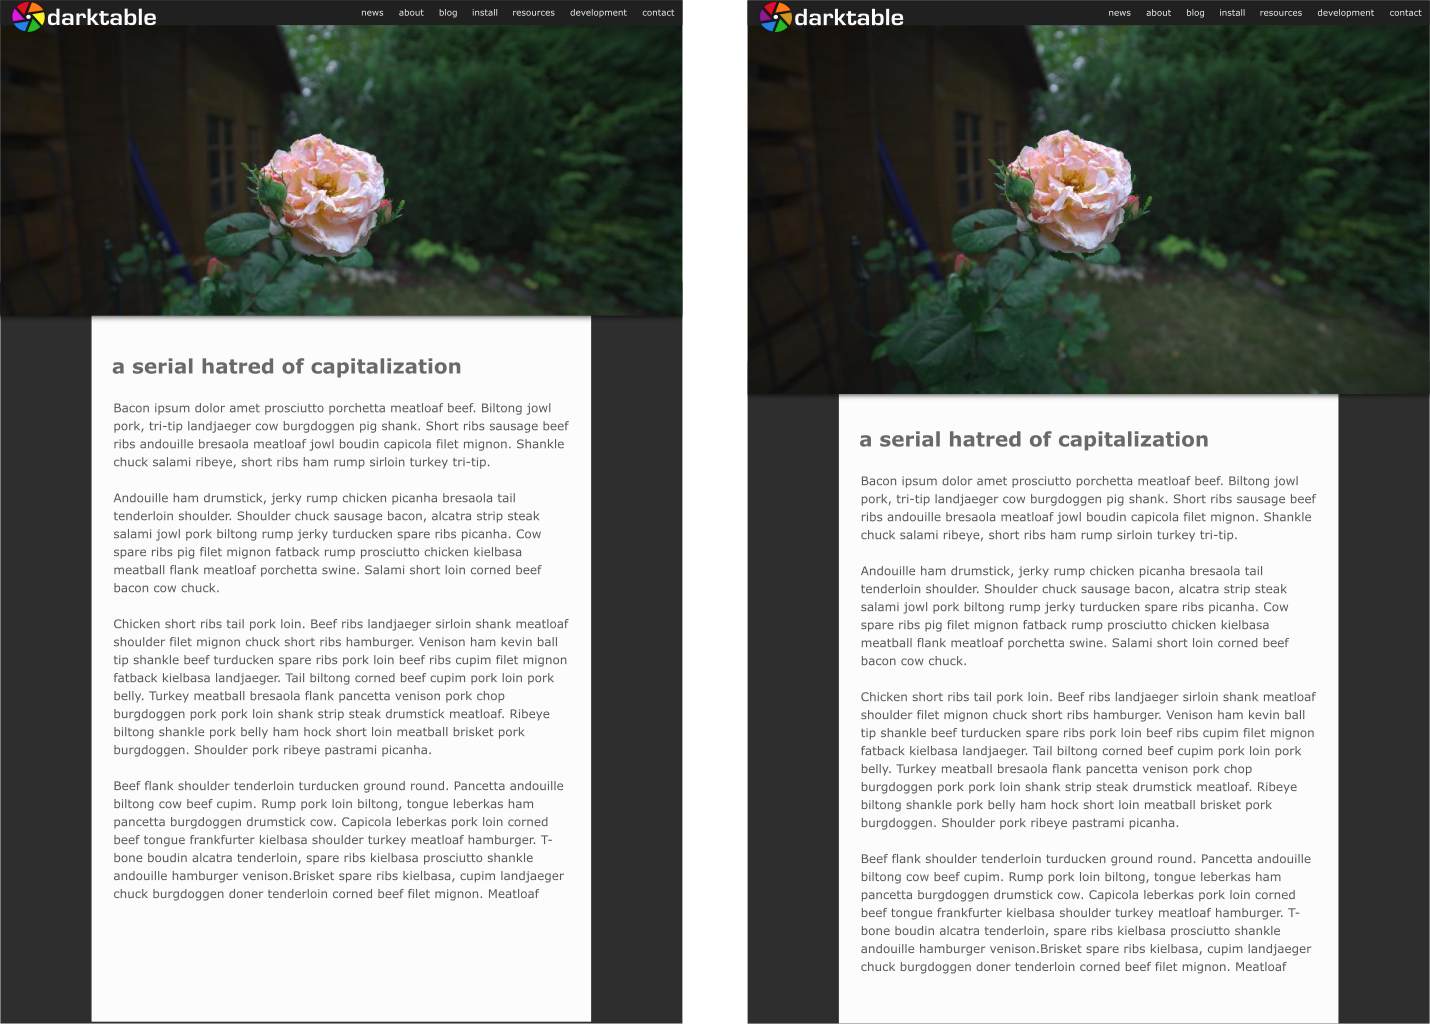 darktable
news about blog install resources development contact
a serial hatred of capitalization
Bacon ipsum dolor amet prosciutto porchetta meatloaf beef. Biltong jowl
pork, tri-tip landjaeger cow burgdoggen pig shank. Short ribs sausage beef
ribs andouille bresaola meatloaf jowl boudin capicola filet mignon. Shankle
chuck salami ribeye, short ribs ham rump sirloin turkey tri-tip.
Andouille ham drumstick, jerky rump chicken picanha bresaola tail
tenderloin shoulder. Shoulder chuck sausage bacon, alcatra strip steak
salami jowl pork biltong rump jerky turducken spare ribs picanha. Cow
spare ribs pig filet mignon fatback rump prosciutto chicken kielbasa
meatball flank meatloaf porchetta swine. Salami short loin corned beef
bacon cow chuck.
Chicken short ribs tail pork loin. Beef ribs landjaeger sirloin shank meatloaf
shoulder filet mignon chuck short ribs hamburger. Venison ham kevin ball
tip shankle beef turducken spare ribs pork loin beef ribs cupim filet mignon
fatback kielbasa landjaeger. Tail biltong corned beef cupim pork loin pork
belly. Turkey meatball bresaola flank pancetta venison pork chop
burgdoggen pork pork loin shank strip steak drumstick meatloaf. Ribeye
biltong shankle pork belly ham hock short loin meatball brisket pork
burgdoggen. Shoulder pork ribeye pastrami picanha.
Beef flank shoulder tenderloin turducken ground round. Pancetta andouille
biltong cow beef cupim. Rump pork loin biltong, tongue leberkas ham
pancetta burgdoggen drumstick cow. Capicola leberkas pork loin corned
beef tongue frankfurter kielbasa shoulder turkey meatloaf hamburger. T-
bone boudin alcatra tenderloin, spare ribs kielbasa prosciutto shankle
andouille hamburger venison.Brisket spare ribs kielbasa, cupim landjaeger
chuck burgdoggen doner tenderloin corned beef filet mignon. Meatloaf
darktable
news about blog install resources development contact
a serial hatred of capitalization
Bacon ipsum dolor amet prosciutto porchetta meatloaf beef. Biltong jowl
pork, tri-tip landjaeger cow burgdoggen pig shank. Short ribs sausage beef
ribs andouille bresaola meatloaf jowl boudin capicola filet mignon. Shankle
chuck salami ribeye, short ribs ham rump sirloin turkey tri-tip.
Andouille ham drumstick, jerky rump chicken picanha bresaola tail
tenderloin shoulder. Shoulder chuck sausage bacon, alcatra strip steak
salami jowl pork biltong rump jerky turducken spare ribs picanha. Cow
spare ribs pig filet mignon fatback rump prosciutto chicken kielbasa
meatball flank meatloaf porchetta swine. Salami short loin corned beef
bacon cow chuck.
Chicken short ribs tail pork loin. Beef ribs landjaeger sirloin shank meatloaf
shoulder filet mignon chuck short ribs hamburger. Venison ham kevin ball
tip shankle beef turducken spare ribs pork loin beef ribs cupim filet mignon
fatback kielbasa landjaeger. Tail biltong corned beef cupim pork loin pork
belly. Turkey meatball bresaola flank pancetta venison pork chop
burgdoggen pork pork loin shank strip steak drumstick meatloaf. Ribeye
biltong shankle pork belly ham hock short loin meatball brisket pork
burgdoggen. Shoulder pork ribeye pastrami picanha.
Beef flank shoulder tenderloin turducken ground round. Pancetta andouille
biltong cow beef cupim. Rump pork loin biltong, tongue leberkas ham
pancetta burgdoggen drumstick cow. Capicola leberkas pork loin corned
beef tongue frankfurter kielbasa shoulder turkey meatloaf hamburger. T-
bone boudin alcatra tenderloin, spare ribs kielbasa prosciutto shankle
andouille hamburger venison.Brisket spare ribs kielbasa, cupim landjaeger
chuck burgdoggen doner tenderloin corned beef filet mignon. Meatloaf